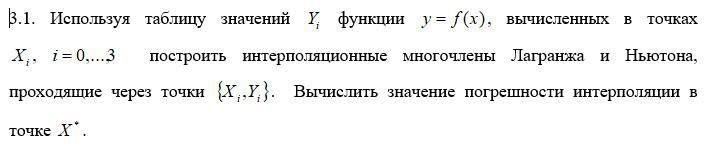 3.1. Используя таблицу значений Y_i функции y = f(x), вычисленных в точках
X_i, i = 0,...,3 построить интерполяционные многочлены Лагранжа и Ньютона,
проходящие через точки {X_i, Y_i}. Вычислить значение погрешности интерполяции в
точке X^*.